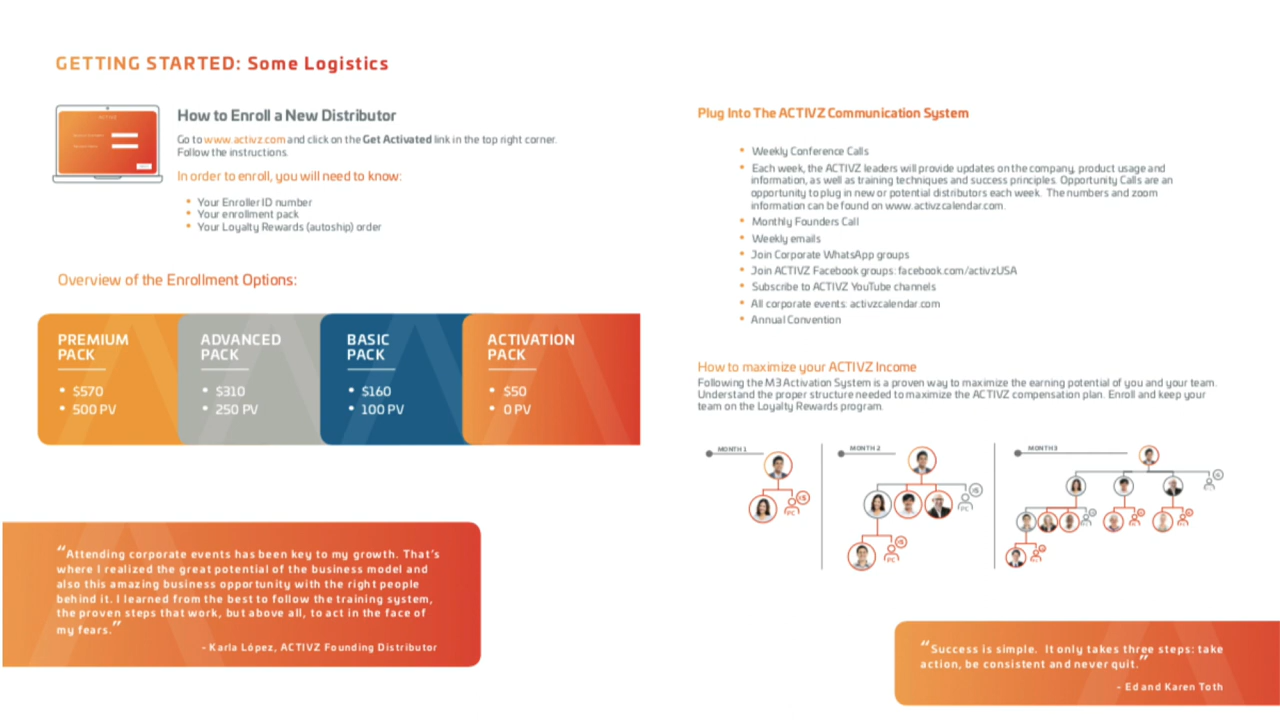 GETTING STARTED: Some Logistics
How to Enroll a New Distributor
Go to www.activz.com and click on the Get Activated link in the top right corner.
Follow the instructions.
In order to enroll, you will need to know:
• Your Enroller ID number
• Your enrollment pack
• Your Loyalty Rewards (autoship) order
Overview of the Enrollment Options:
PREMIUM
PACK
• $570
• 500 PV
ADVANCED
PACK
• $310
• 250 PV
BASIC
PACK
• $160
• 100 PV
ACTIVATION
PACK
• $50
• 0 PV
“Attending corporate events has been key to my growth. That’s
where I realized the great potential of the business model and
also this amazing business opportunity with the right people
behind it. I learned from the best to follow the training system,
the proven steps that work, but above all, to act in the face of
my fears.”
- Karla López, ACTIVZ Founding Distributor
Plug Into The ACTIVZ Communication System
• Weekly Conference Calls
• Each week, the ACTIVZ leaders will provide updates on the company, product usage and
information, as well as training techniques and success principles. Opportunity Calls are an
opportunity to plug in new or potential distributors each week. The numbers and zoom
information can be found on www.activzcalendar.com.
• Monthly Founders Call
• Weekly emails
• Join Corporate WhatsApp groups
• Join ACTIVZ Facebook groups: facebook.com/activzUSA
• Subscribe to ACTIVZ YouTube channels
• All corporate events: activzcalendar.com
• Annual Convention
How to maximize your ACTIVZ Income
Following the M3 Activation System is a proven way to maximize the earning potential of you and your team.
Understand the proper structure needed to maximize the ACTIVZ compensation plan. Enroll and keep your
team on the Loyalty Rewards program.
MONTH 1
PC
MONTH 2
PC
PC
MONTH 3
“Success is simple. It only takes three steps: take
action, be consistent and never quit.”
- Ed and Karen Toth